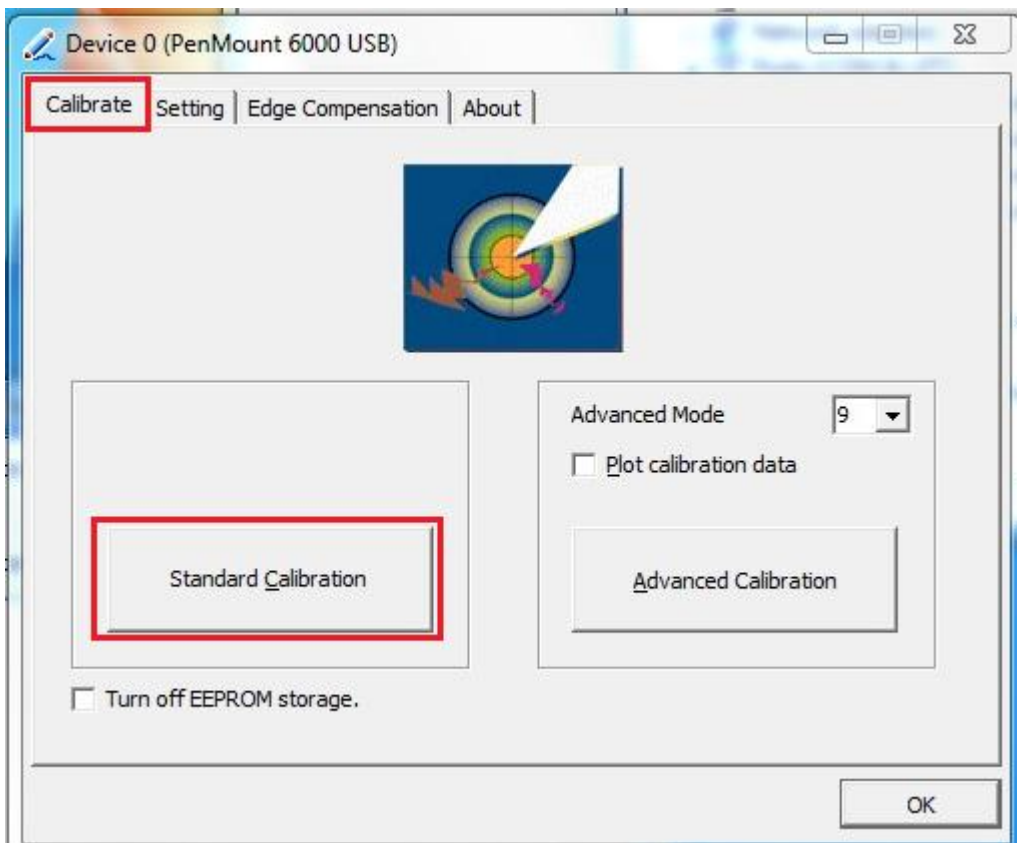 Device 0 (PenMount 6000 USB)
Calibrate Setting Edge Compensation About
Advanced Mode 9
Plot calibration data
Standard Calibration Advanced Calibration
Turn off EEPROM storage.
OK